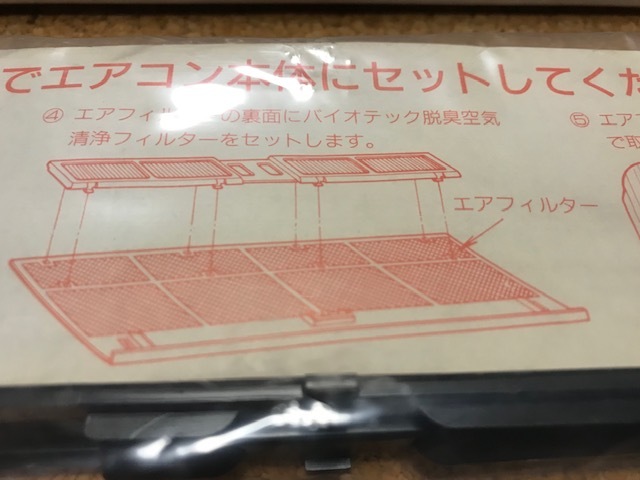 でエアコン本体にセットしてくだ
④ エアフィル の裏面にバイオテック脱臭空気
清浄フィルターをセットします。
⑤ エアフ
で取
エアフィルター